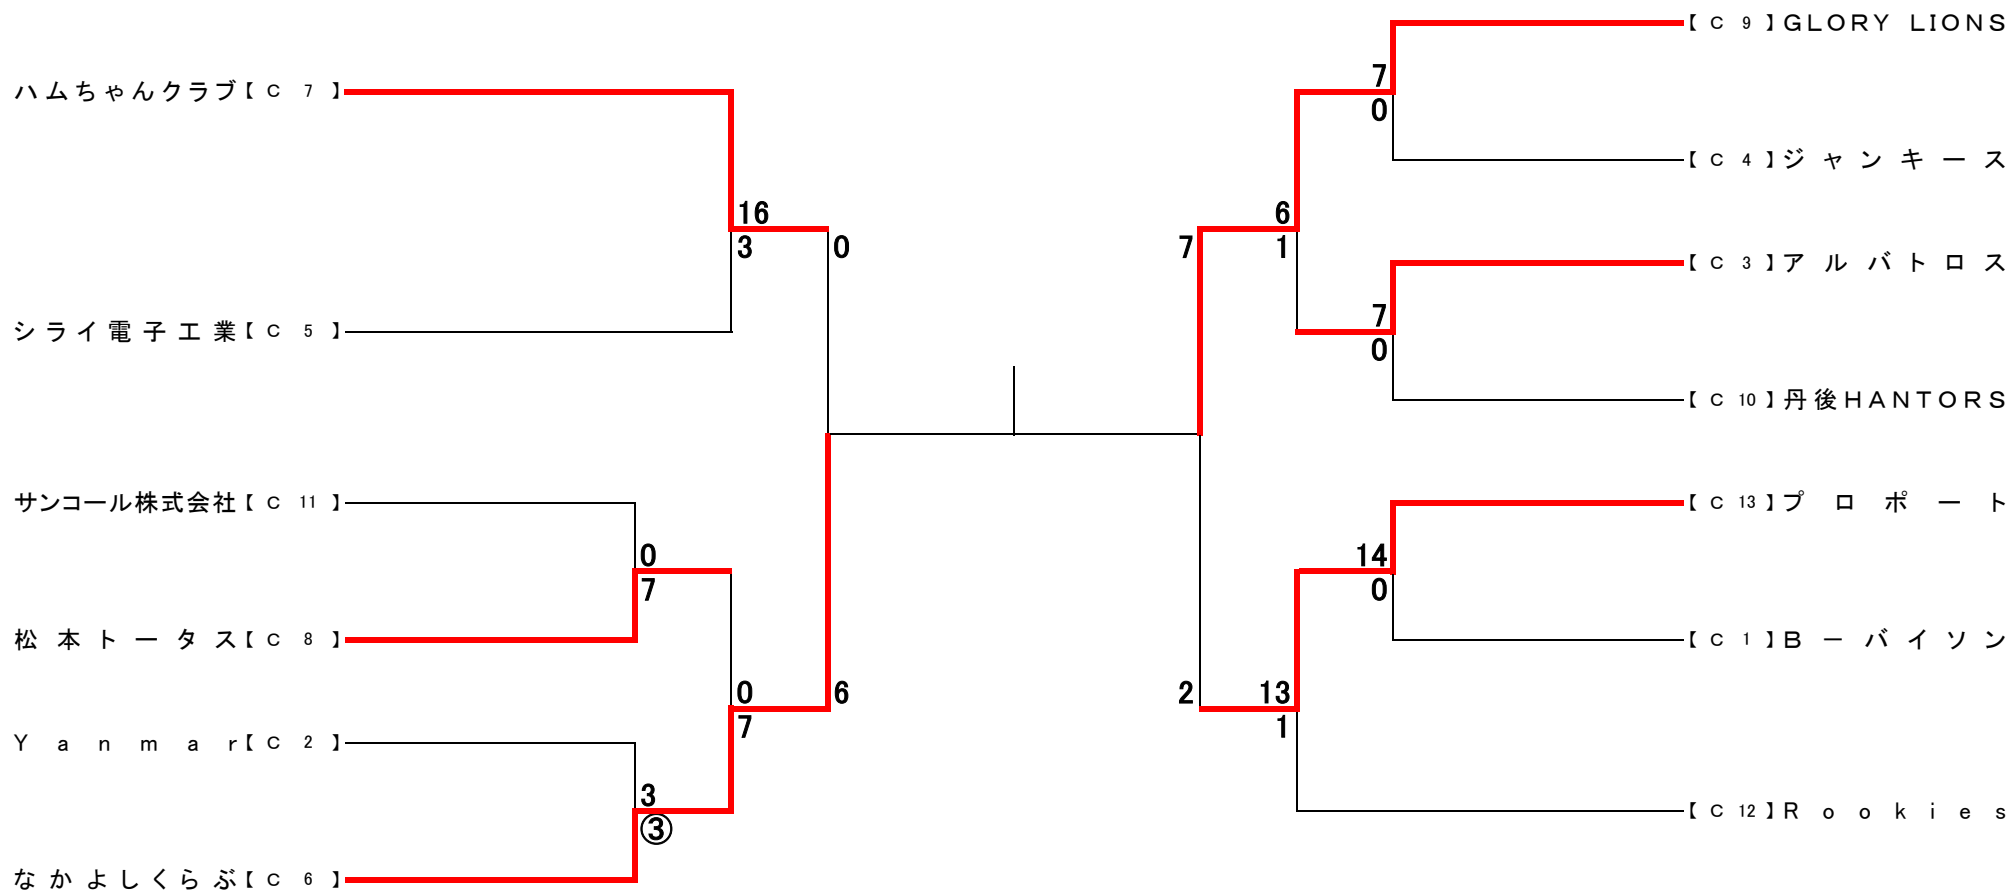 ハムちゃんクラブ【 C 7 】
シライ電子工業【 C 5 】
サンコール株式会社【 C 11 】
松本トータス【 C 8 】
Yanmar【 C 2 】
なかよしくらぶ【 C 6 】
16
3
0
0
7
0
7
6
3
③
【 C 9 】GLORY LIONS
【 C 4 】ジャンキース
【 C 3 】アルバトロス
【 C 10 】丹後HANTORS
【 C 13 】プロポート
【 C 1 】B－バイソン
【 C 12 】Rookies
7
0
6
1
7
7
0
14
0
2
13
1